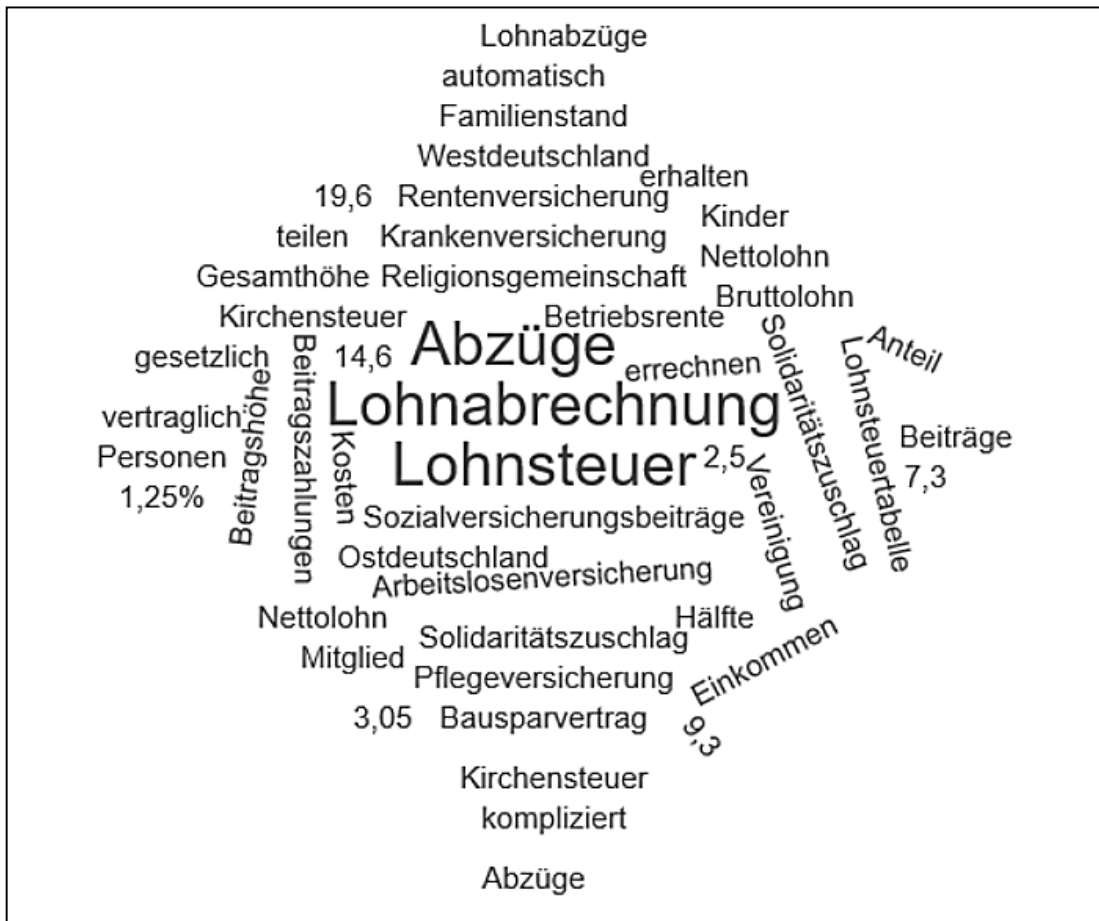 Lohnabzüge
automatisch
Familienstand
Westdeutschland
erhalten
19,6 Rentenversicherung
Kinder
teilen Krankenversicherung
Nettolohn
Gesamthöhe Religionsgemeinschaft
Bruttolohn
Kirchensteuer
Betriebsrente
Solidaritätszuschlag
Anteil
gesetzlich
Beitragszahlungen
14,6
Abzüge
errechnen
Lohnsteuertabelle
Beitragshöhe
vertraglich
Lohnabrechnung
Beiträge
Personen
Kosten
Lohnsteuer
2,5
Vereinigung
7,3
1,25%
Sozialversicherungsbeiträge
Ostdeutschland
Arbeitslosenversicherung
Nettolohn
Hälfte
Solidaritätszuschlag
Mitglied
Einkommen
Pflegeversicherung
3,05 Bausparvertrag
9,3
Kirchensteuer
kompliziert
Abzüge